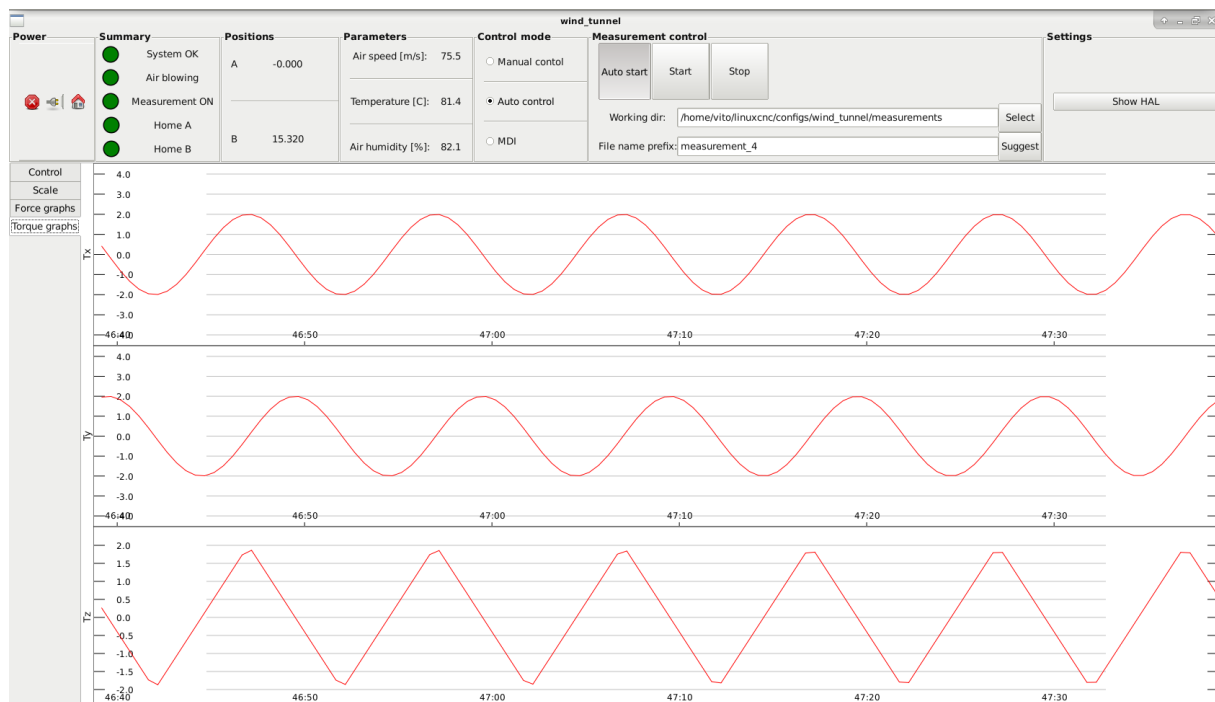 wind_tunnel
Power
Summary
System OK
Air blowing
Measurement ON
Home A
Home B
Positions
A -0.000
B 15.320
Parameters
Air speed [m/s]: 75.5
Temperature [C]: 81.4
Air humidity [%]: 82.1
Control mode
Manual contol
Auto control
MDI
Measurement control
Auto start Start Stop
Working dir: /home/vito/linuxcnc/configs/wind_tunnel/measurements Select
File name prefix: measurement_4 Suggest
Settings
Show HAL
Control
Scale
Force graphs
Torque graphs
Tx
4.0
3.0
2.0
1.0
0.0
-1.0
-2.0
-3.0
-4.0
46:40 46:50 47:00 47:10 47:20 47:30
Ty
4.0
3.0
2.0
1.0
0.0
-1.0
-2.0
-3.0
-4.0
46:40 46:50 47:00 47:10 47:20 47:30
Tz
2.0
1.5
1.0
0.5
0.0
-0.5
-1.0
-1.5
-2.0
46:40 46:50 47:00 47:10 47:20 47:30